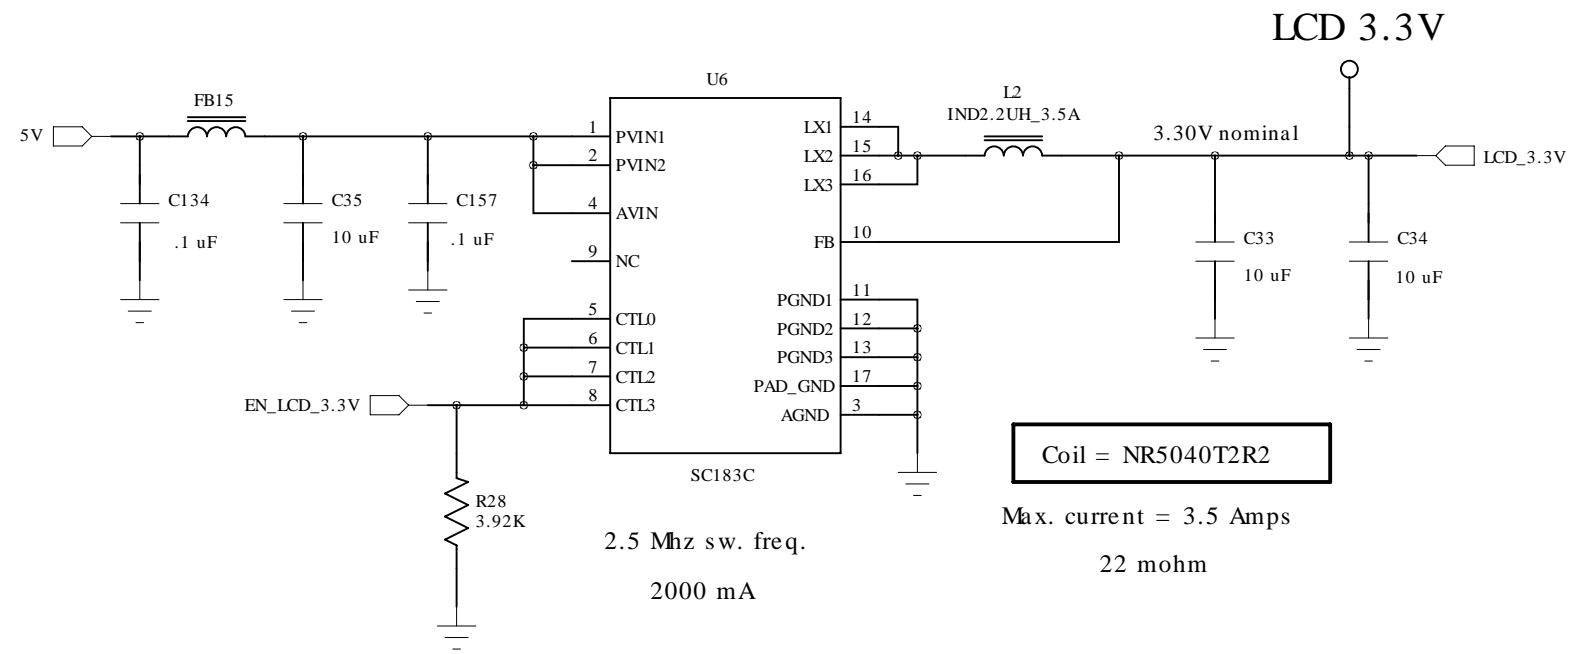 LCD 3.3V
U6
FB15
L2
IND2.2UH_3.5A
5V
1
PVIN1
2
PVIN2
4
AVIN
9
NC
5
CTL0
6
CTL1
7
CTL2
8
CTL3
14
LX1
15
LX2
16
LX3
10
FB
11
PGND1
12
PGND2
13
PGND3
17
PAD_GND
3
AGND
3.30V nominal
LCD_3.3V
C134
.1 uF
C35
10 uF
C157
.1 uF
C33
10 uF
C34
10 uF
EN_LCD_3.3V
SC183C
R28
3.92K
Coil = NR5040T2R2
Max. current = 3.5 Amps
22 mohm
2.5 Mhz sw. freq.
2000 mA